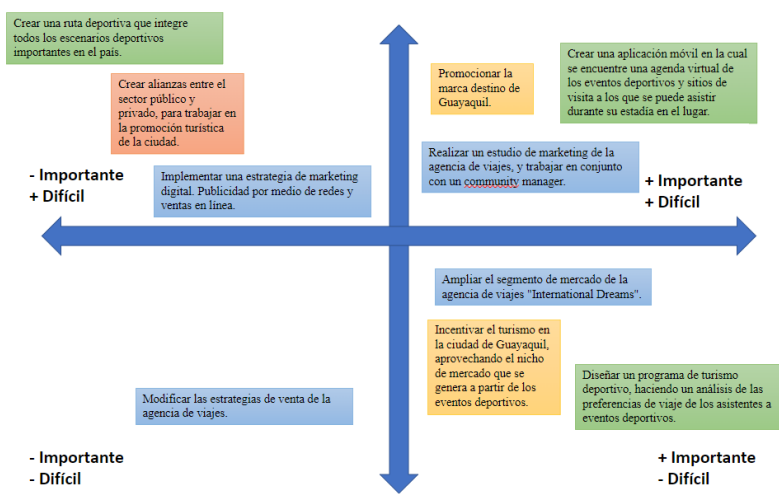 Crear una ruta deportiva que integre
todos los escenarios deportivos
importantes en el país.
Crear alianzas entre el
sector público y
privado, para trabajar en
la promoción turística
de la ciudad.
- Importante
+ Difícil
Implementar una estrategia de marketing
digital. Publicidad por medio de redes y
ventas en línea.
Promocionar la
marca destino de
Guayaquil.
Crear una aplicación móvil en la cual
se encuentre una agenda virtual de
los eventos deportivos y sitios de
visita a los que se puede asistir
durante su estadía en el lugar.
Realizar un estudio de marketing de la
agencia de viajes, y trabajar en conjunto
con un community manager.
+ Importante
+ Difícil
Modificar las estrategias de venta de la
agencia de viajes.
- Importante
- Difícil
Ampliar el segmento de mercado de la
agencia de viajes "International Dreams".
Incentivar el turismo en
la ciudad de Guayaquil,
aprovechando el nicho
de mercado que se
genera a partir de los
eventos deportivos.
Diseñar un programa de turismo
deportivo, haciendo un análisis de las
preferencias de viaje de los asistentes a
eventos deportivos.
+ Importante
- Difícil